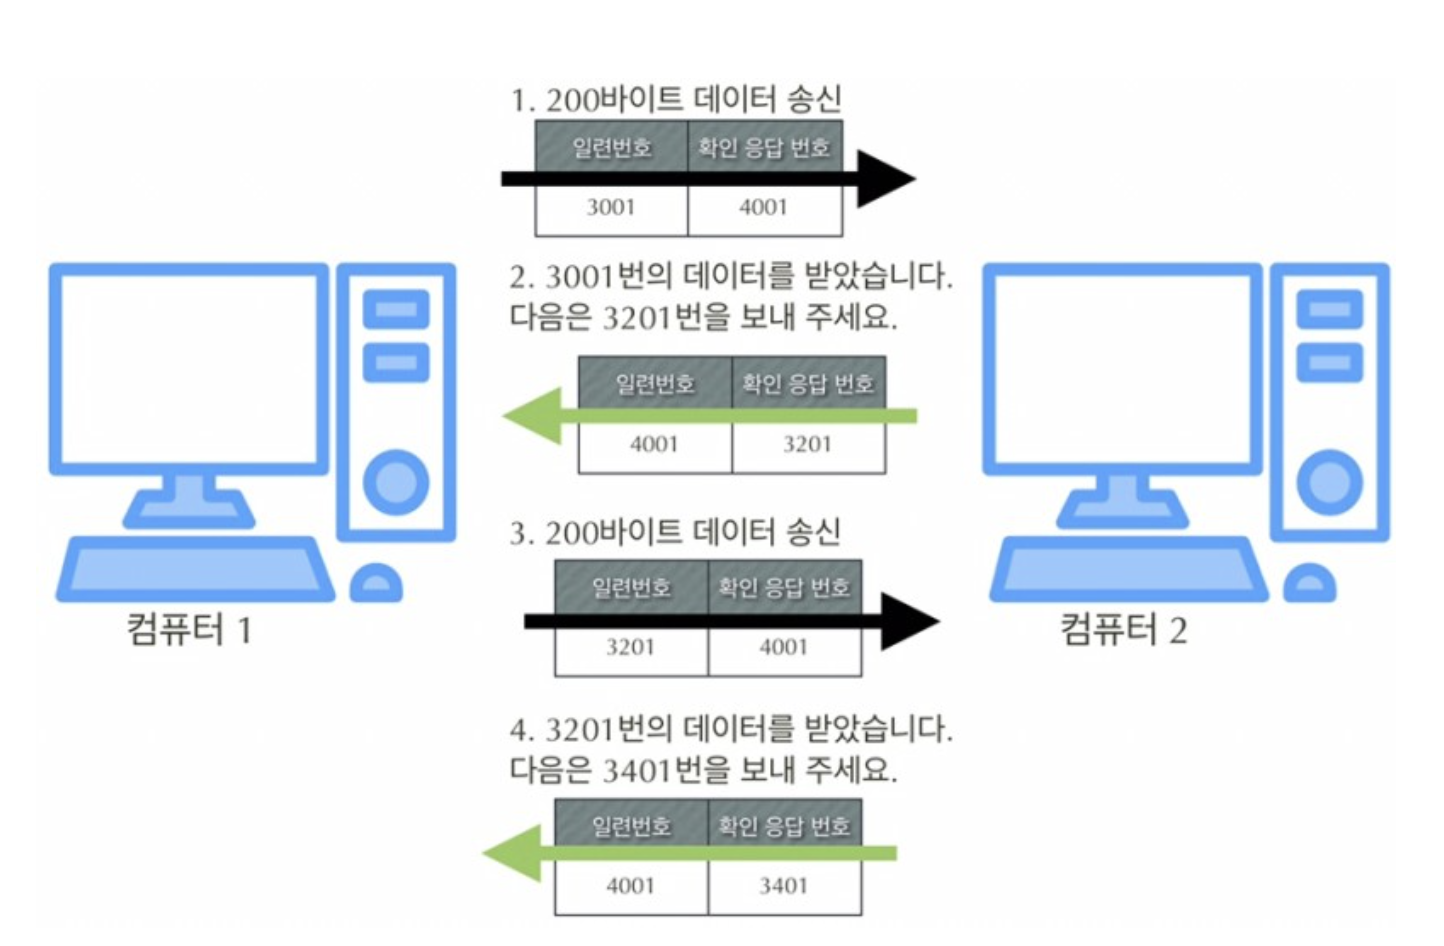 1. 200바이트 데이터 송신
일련번호 확인 응답 번호
3001 4001
2. 3001번의 데이터를 받았습니다.
다음은 3201번을 보내 주세요.
일련번호 확인 응답 번호
4001 3201
3. 200바이트 데이터 송신
일련번호 확인 응답 번호
3201 4001
컴퓨터 1
컴퓨터 2
4. 3201번의 데이터를 받았습니다.
다음은 3401번을 보내 주세요.
일련번호 확인 응답 번호
4001 3401